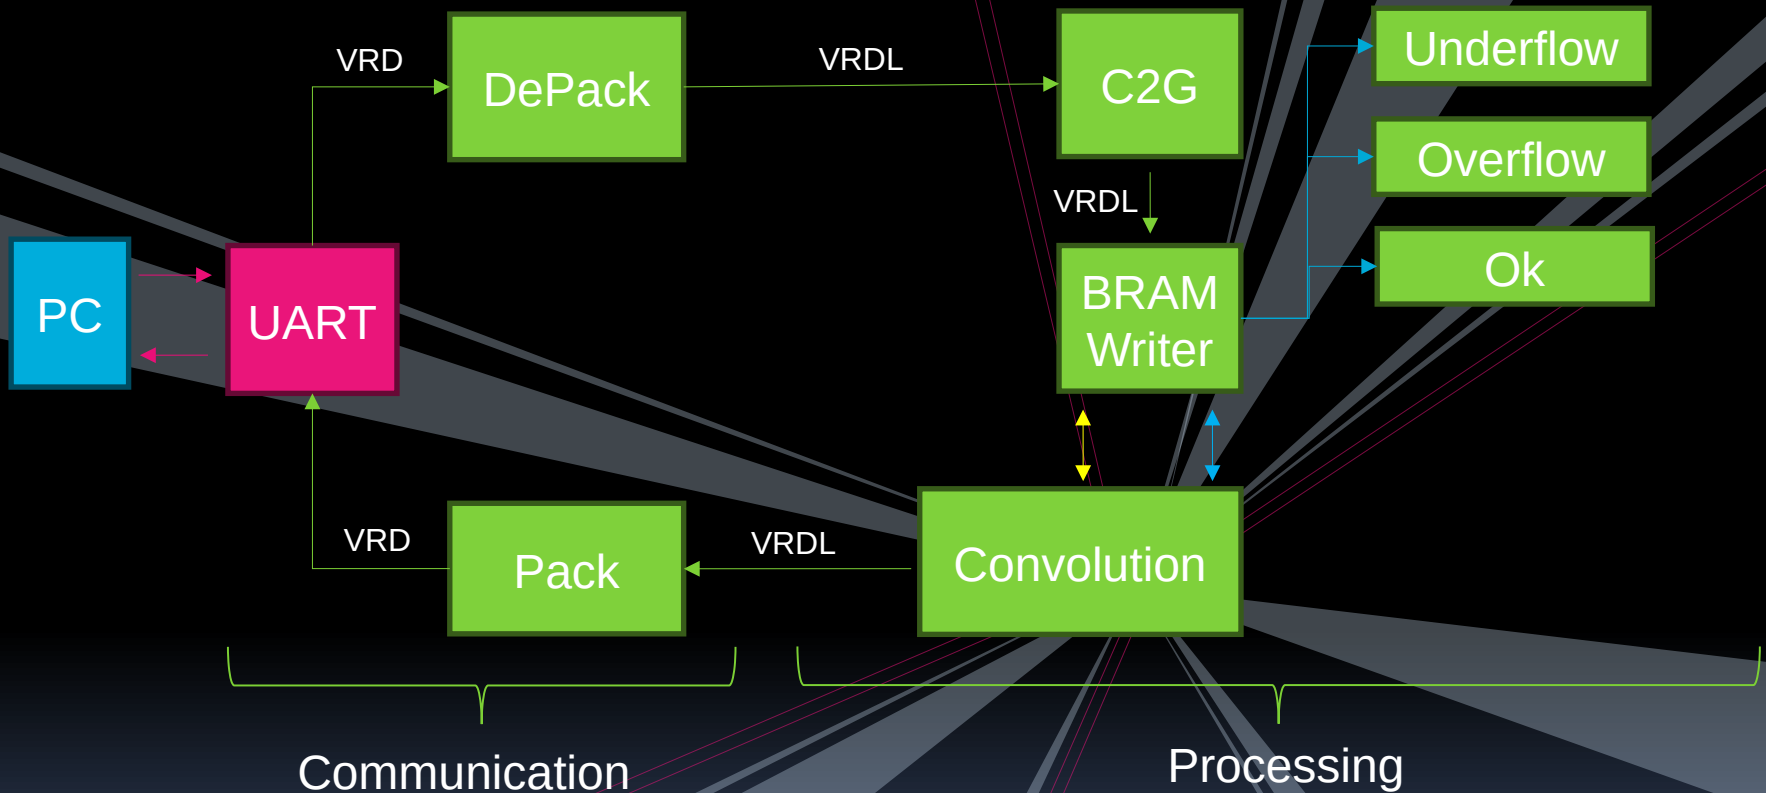 VRD
DePack
VRDL
C2G
Underflow
Overflow
VRDL
Ok
PC
UART
BRAM
Writer
VRD
Pack
VRDL
Convolution
Communication
Processing